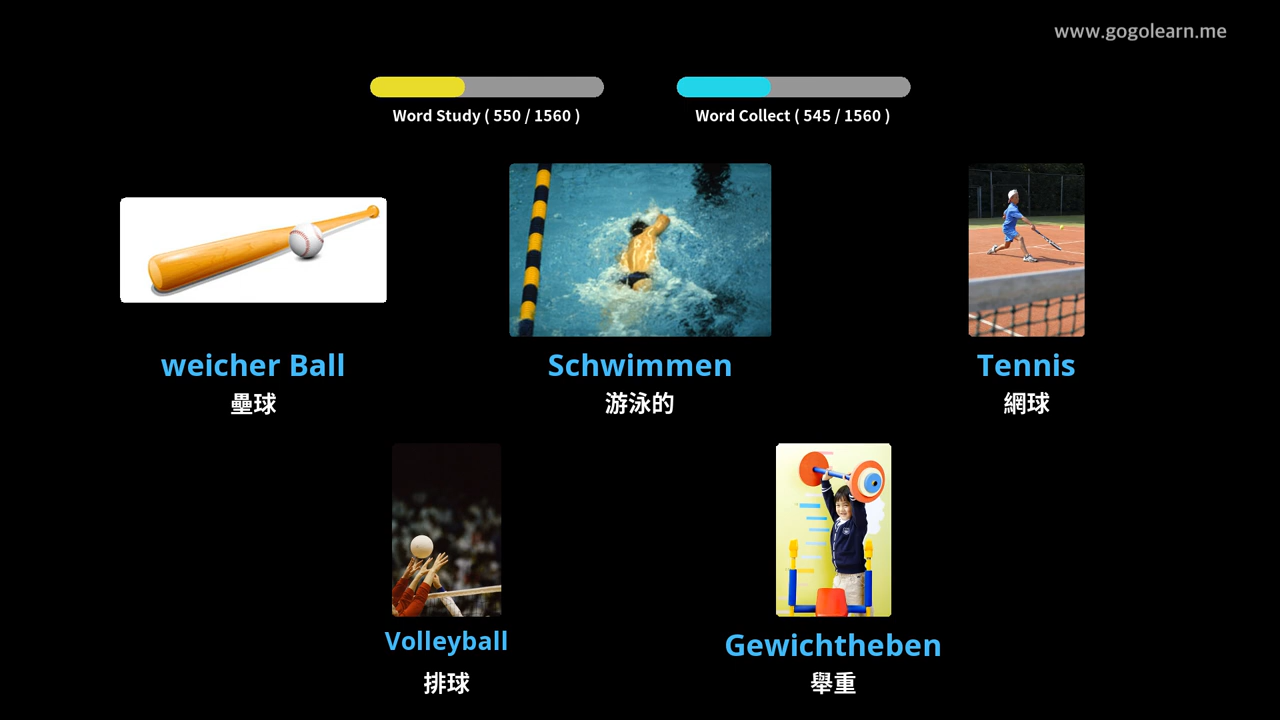 www.gogolearn.me
Word Study ( 550 / 1560 )
Word Collect ( 545 / 1560 )
weicher Ball
壘球
Schwimmen
游泳的
Tennis
網球
Volleyball
排球
Gewichtheben
舉重